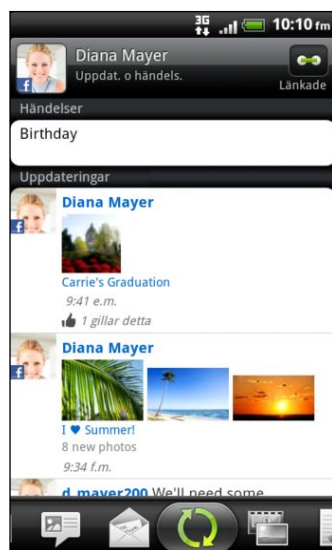 3G 10:10 fm
Diana Mayer
Uppdat. o händels.
Länkade
Händelser
Birthday
Uppdateringar
Diana Mayer
Carrie's Graduation
9:41 e.m.
1 gillar detta
Diana Mayer
I ♥ Summer!
8 new photos
9:34 f.m.
d_mayer200 We'll need some